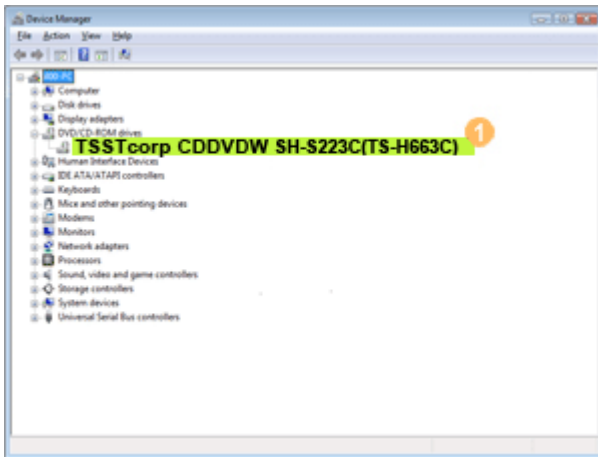 Device Manager
File Action View Help
400-PC
Computer
Disk drives
Display adapters
DVD/CD-ROM drives
TSSTcorp CDDVDW SH-S223C(TS-H663C)
1
Human Interface Devices
IDE ATA/ATAPI controllers
Keyboards
Mice and other pointing devices
Modems
Monitors
Network adapters
Processors
Sound, video and game controllers
Storage controllers
System devices
Universal Serial Bus controllers